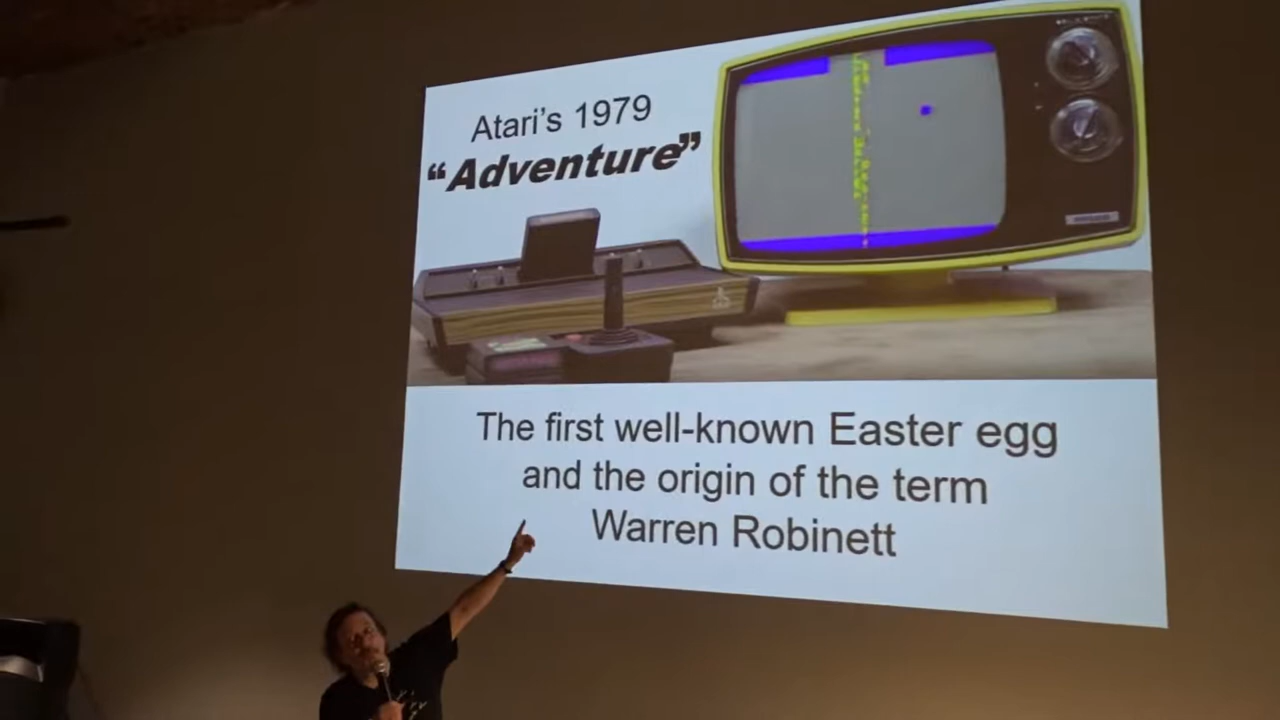 Atari's 1979
“Adventure”
The first well-known Easter egg
and the origin of the term
Warren Robinett